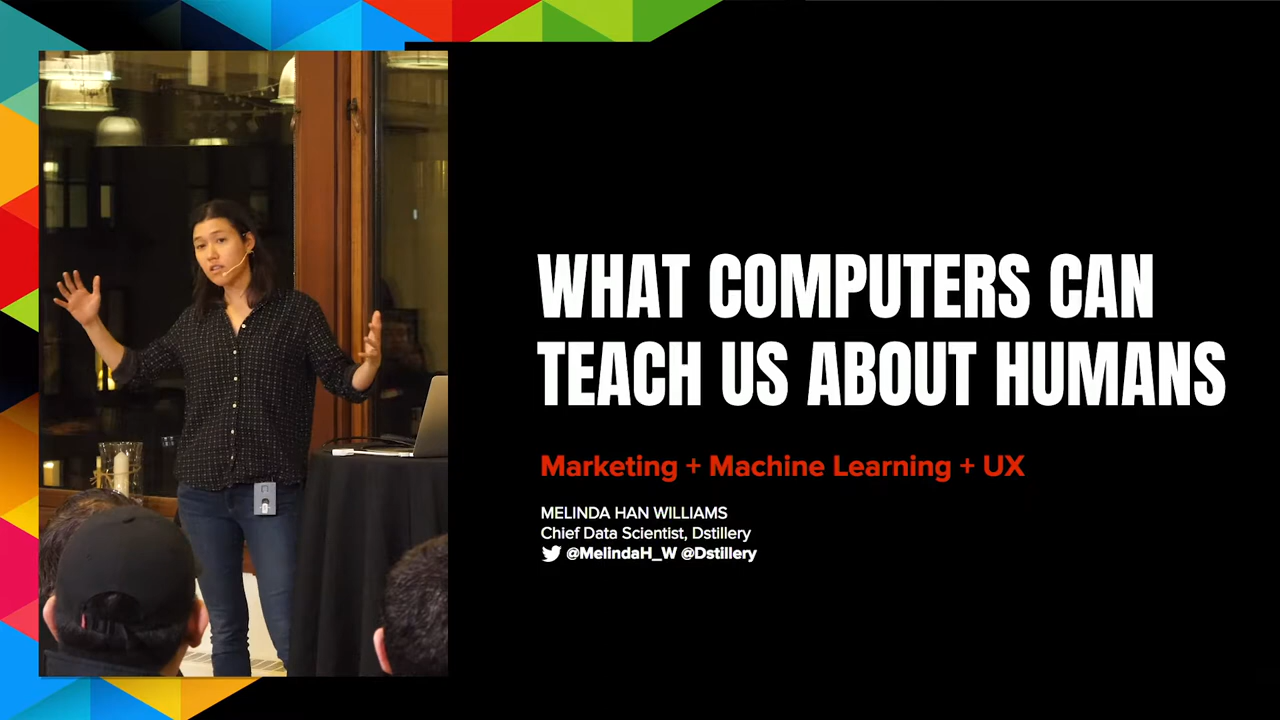 WHAT COMPUTERS CAN
TEACH US ABOUT HUMANS
Marketing + Machine Learning + UX
MELINDA HAN WILLIAMS
Chief Data Scientist, Dstillery
@MelindaH_W @Dstillery